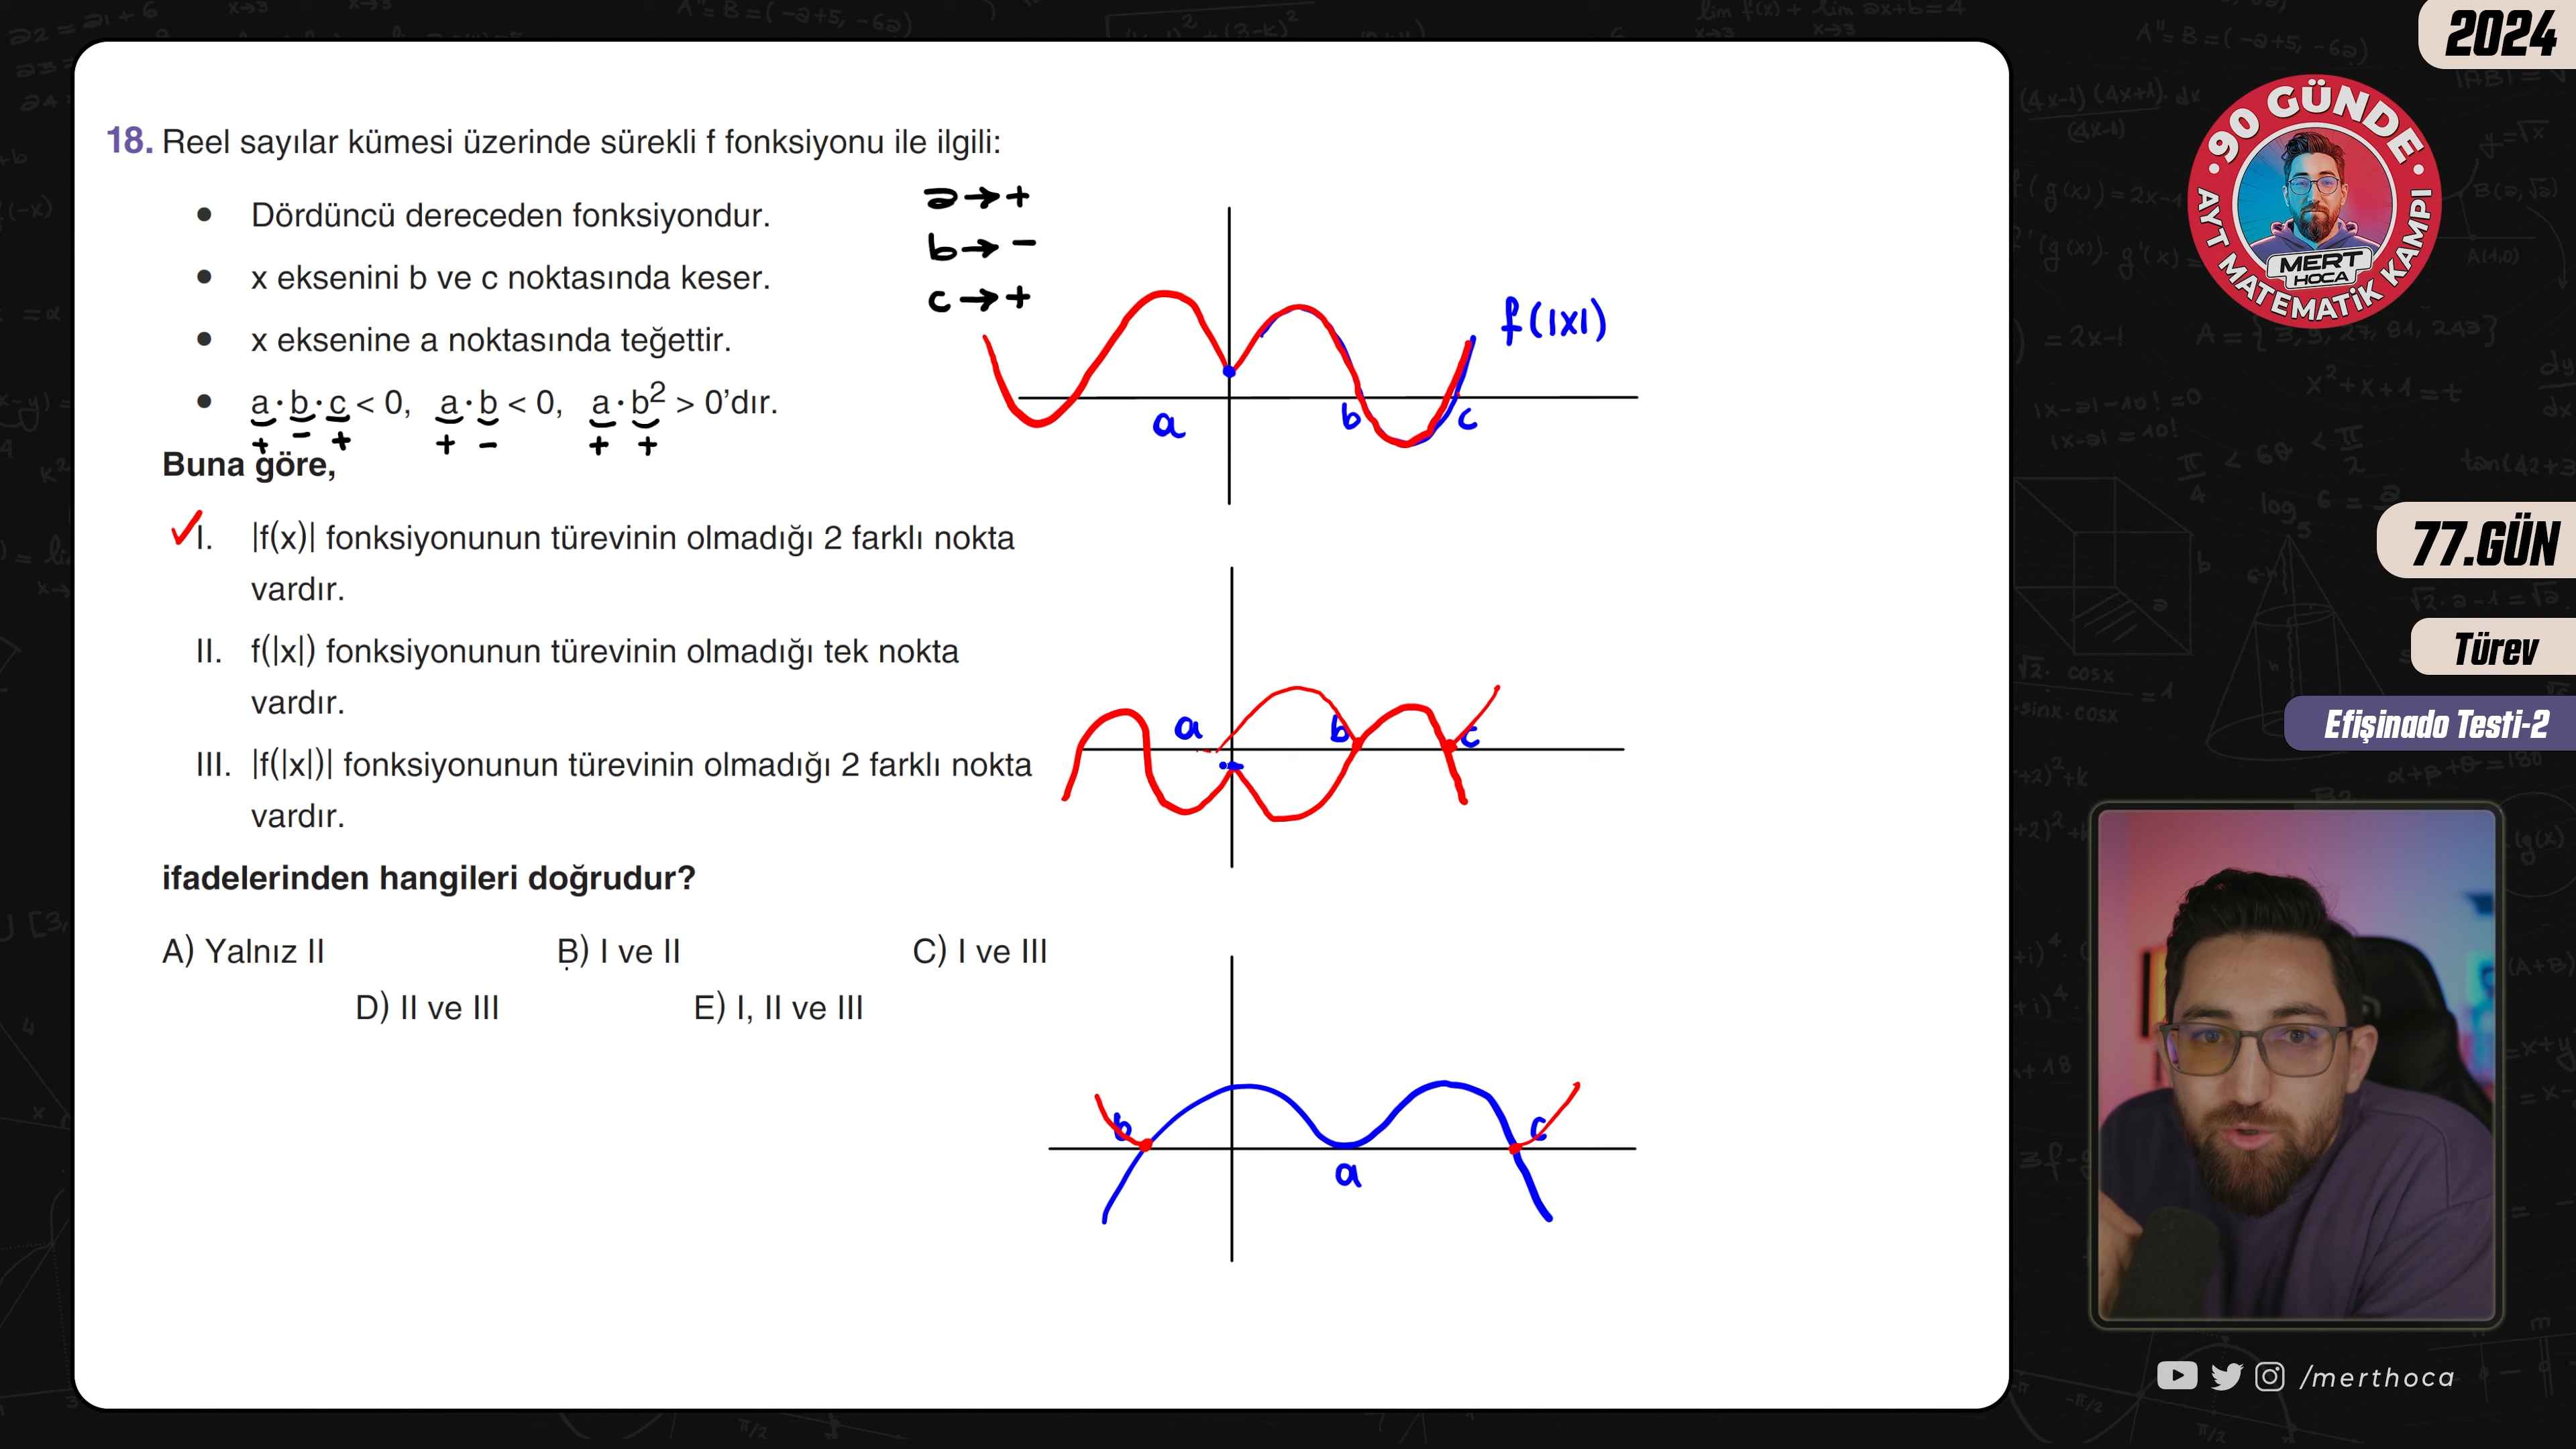 2024
90 GÜNDE
AYT MATEMATİK KAMPI
MERT
HOCA
77.GÜN
Türev
Efişinado Testi-2
18. Reel sayılar kümesi üzerinde sürekli f fonksiyonu ile ilgili:
• Dördüncü dereceden fonksiyondur.
• x eksenini b ve c noktasında keser.
• x eksenine a noktasında teğettir.
• a · b · c < 0, a · b < 0, a · b² > 0'dır.
+ - + + - + +
a → +
b → -
c → +
f(|x|)
a b c
Buna göre,
✓ I. |f(x)| fonksiyonunun türevinin olmadığı 2 farklı nokta
vardır.
II. f(|x|) fonksiyonunun türevinin olmadığı tek nokta
vardır.
III. |f(|x|)| fonksiyonunun türevinin olmadığı 2 farklı nokta
vardır.
a b c
ifadelerinden hangileri doğrudur?
A) Yalnız II B) I ve II C) I ve III
D) II ve III E) I, II ve III
b c
a
/merthoca